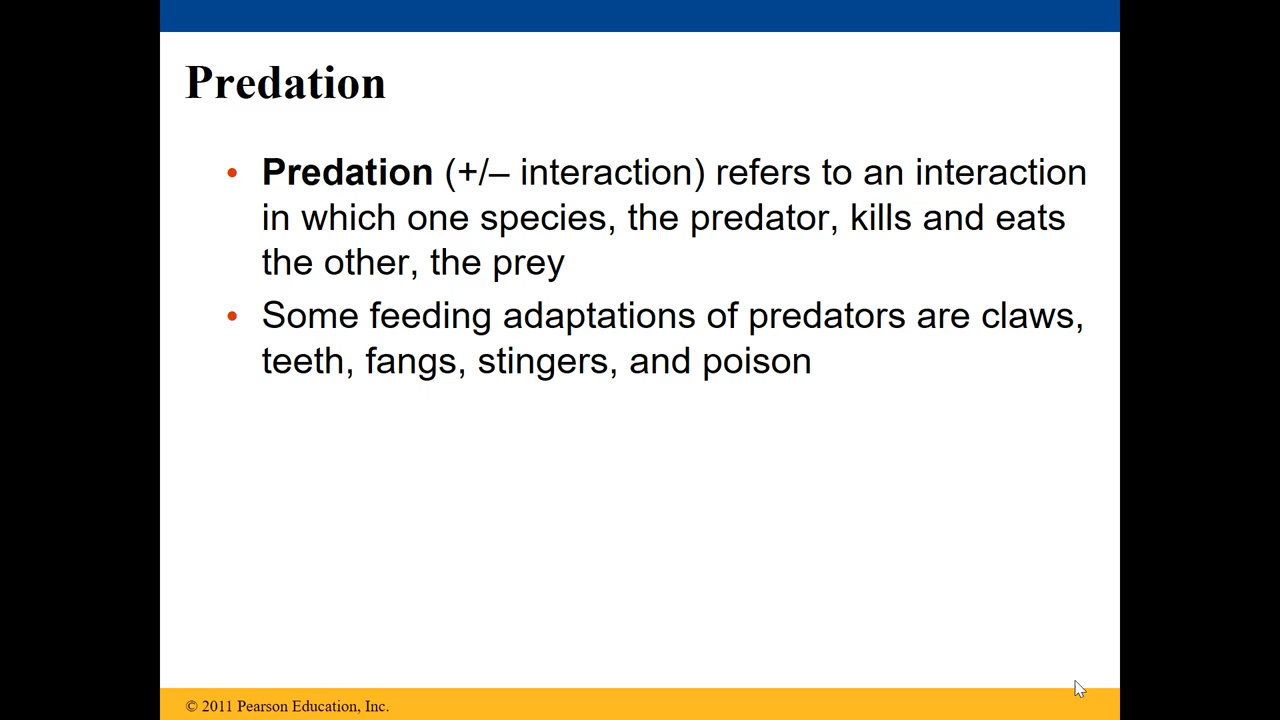 Predation
• Predation (+/– interaction) refers to an interaction
in which one species, the predator, kills and eats
the other, the prey
• Some feeding adaptations of predators are claws,
teeth, fangs, stingers, and poison
© 2011 Pearson Education, Inc.